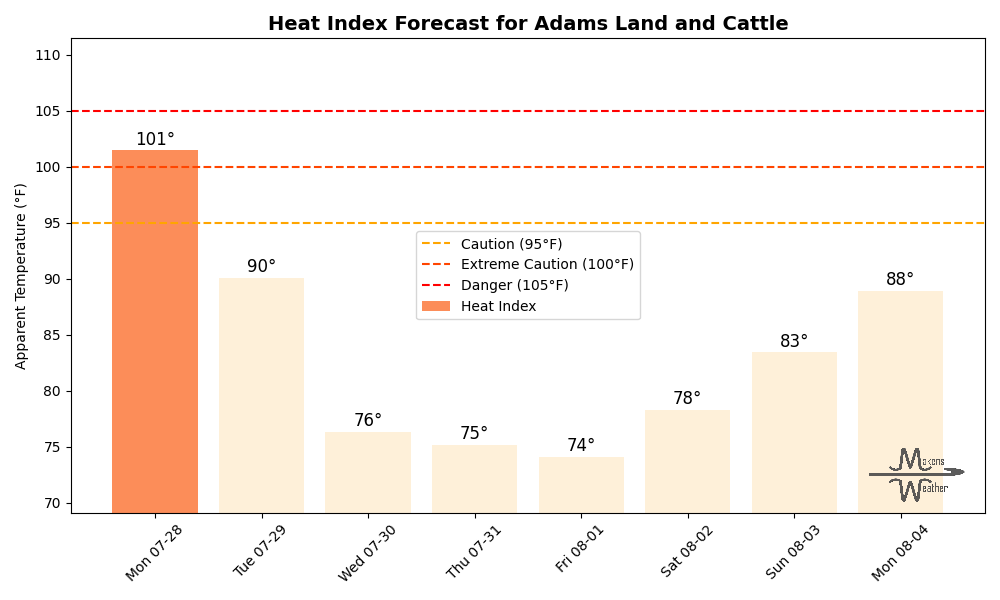 Heat Index Forecast for Adams Land and Cattle
Apparent Temperature (°F)
110
105
100
95
90
85
80
75
70
101°
90°
76°
75°
74°
78°
83°
88°
Caution (95°F)
Extreme Caution (100°F)
Danger (105°F)
Heat Index
Mon 07-28
Tue 07-29
Wed 07-30
Thu 07-31
Fri 08-01
Sat 08-02
Sun 08-03
Mon 08-04